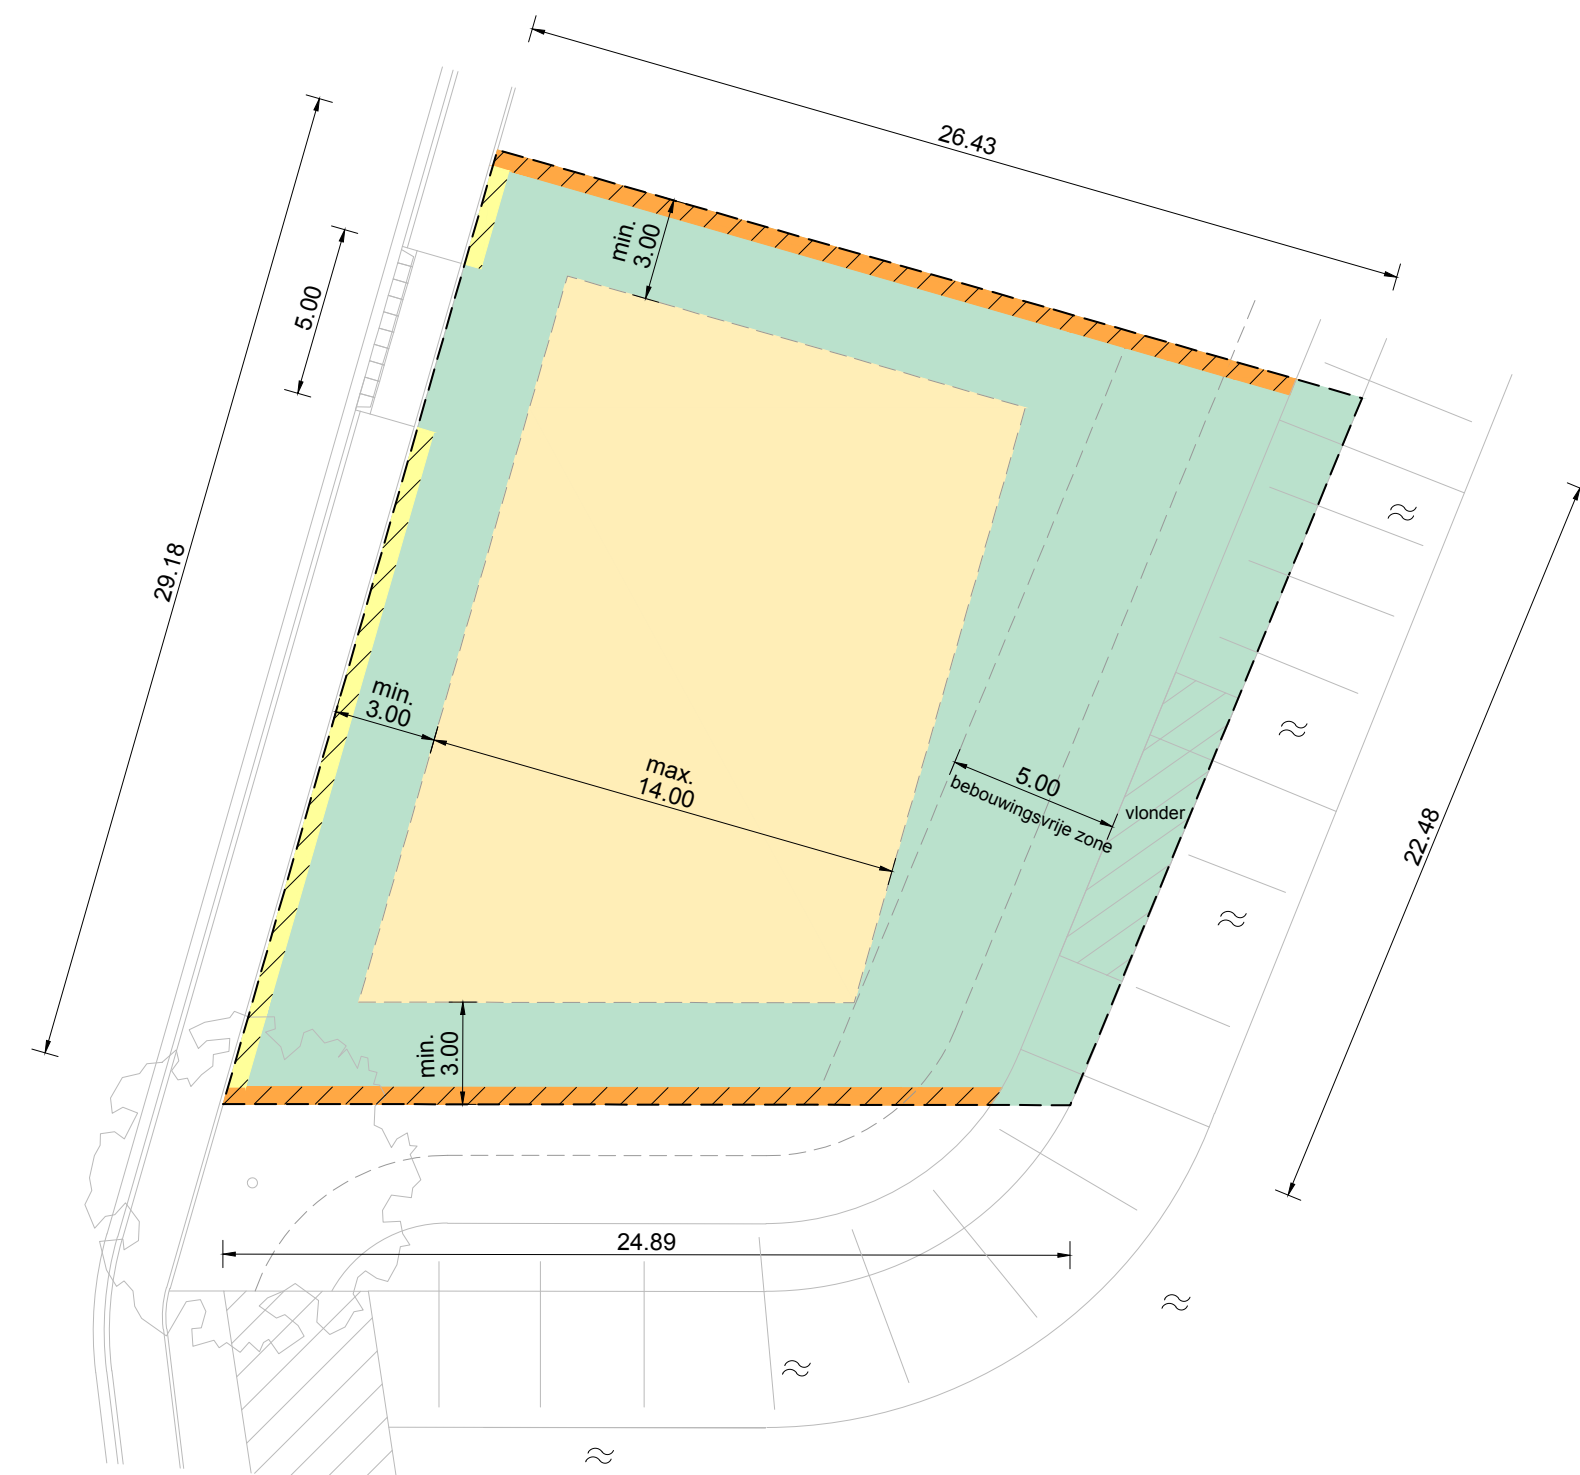 26.43
min.
3.00
5.00
29.18
min.
3.00
max.
14.00
5.00
bebouwingsvrije zone
vlonder
22.48
min.
3.00
24.89